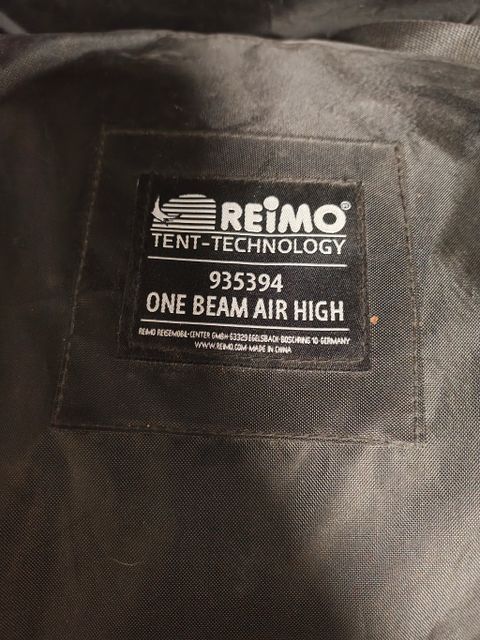 REIMO®
TENT-TECHNOLOGY
935394
ONE BEAM AIR HIGH
REIMO REISEMOBIL-CENTER GMBH·63329 EGELSBACH·BOSCHRING 10·GERMANY
WWW.REIMO.COM·MADE IN CHINA